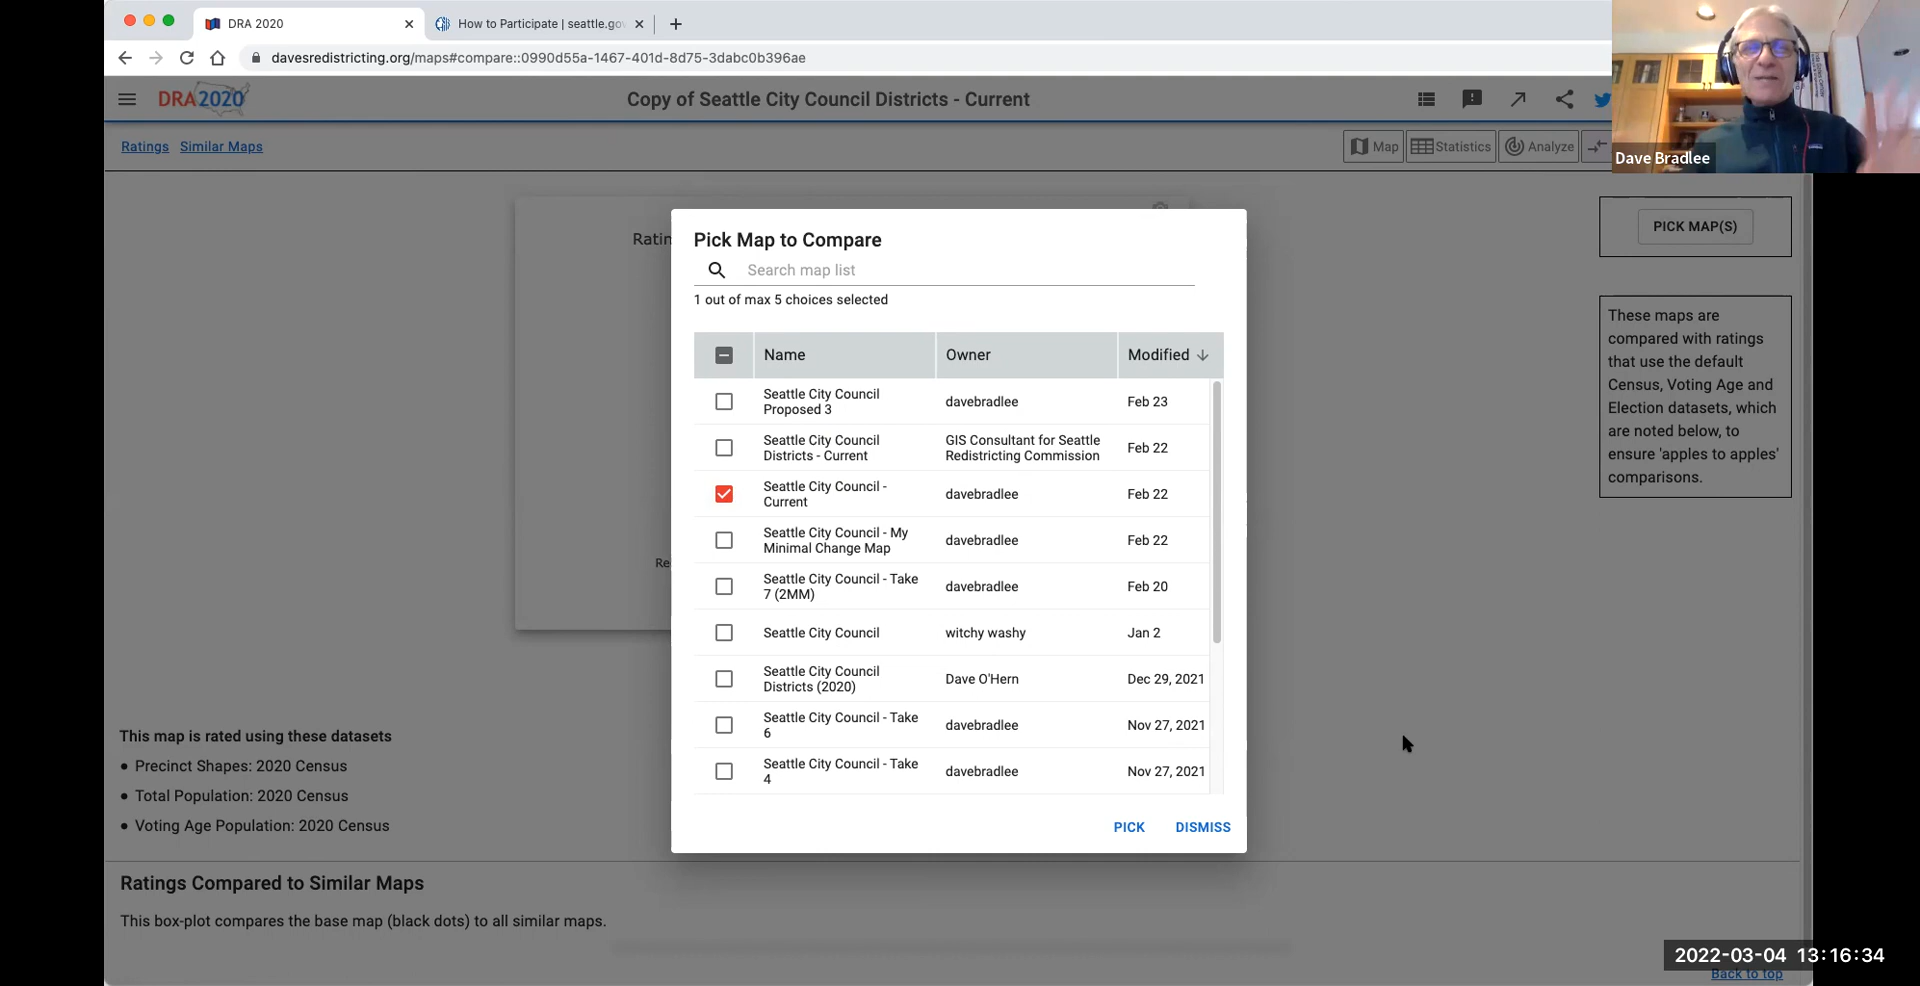 DRA 2020
How to Participate | seattle.gov
davesredistricting.org/maps#compare::0990d55a-1467-401d-8d75-3dabc0b396ae
DRA2020
Copy of Seattle City Council Districts - Current
Ratings
Similar Maps
Map
Statistics
Analyze
Dave Bradlee
PICK MAP(S)
These maps are
compared with ratings
that use the default
Census, Voting Age and
Election datasets, which
are noted below, to
ensure 'apples to apples'
comparisons.
Ratin
Re
Pick Map to Compare
Search map list
1 out of max 5 choices selected
Name Owner Modified
Seattle City Council
Proposed 3
davebradlee
Feb 23
Seattle City Council
Districts - Current
GIS Consultant for Seattle
Redistricting Commission
Feb 22
Seattle City Council -
Current
davebradlee
Feb 22
Seattle City Council - My
Minimal Change Map
davebradlee
Feb 22
Seattle City Council - Take
7 (2MM)
davebradlee
Feb 20
Seattle City Council
witchy washy
Jan 2
Seattle City Council
Districts (2020)
Dave O'Hern
Dec 29, 2021
Seattle City Council - Take
6
davebradlee
Nov 27, 2021
Seattle City Council - Take
4
davebradlee
Nov 27, 2021
PICK
DISMISS
This map is rated using these datasets
• Precinct Shapes: 2020 Census
• Total Population: 2020 Census
• Voting Age Population: 2020 Census
Ratings Compared to Similar Maps
This box-plot compares the base map (black dots) to all similar maps.
2022-03-04 13:16:34
Back to top